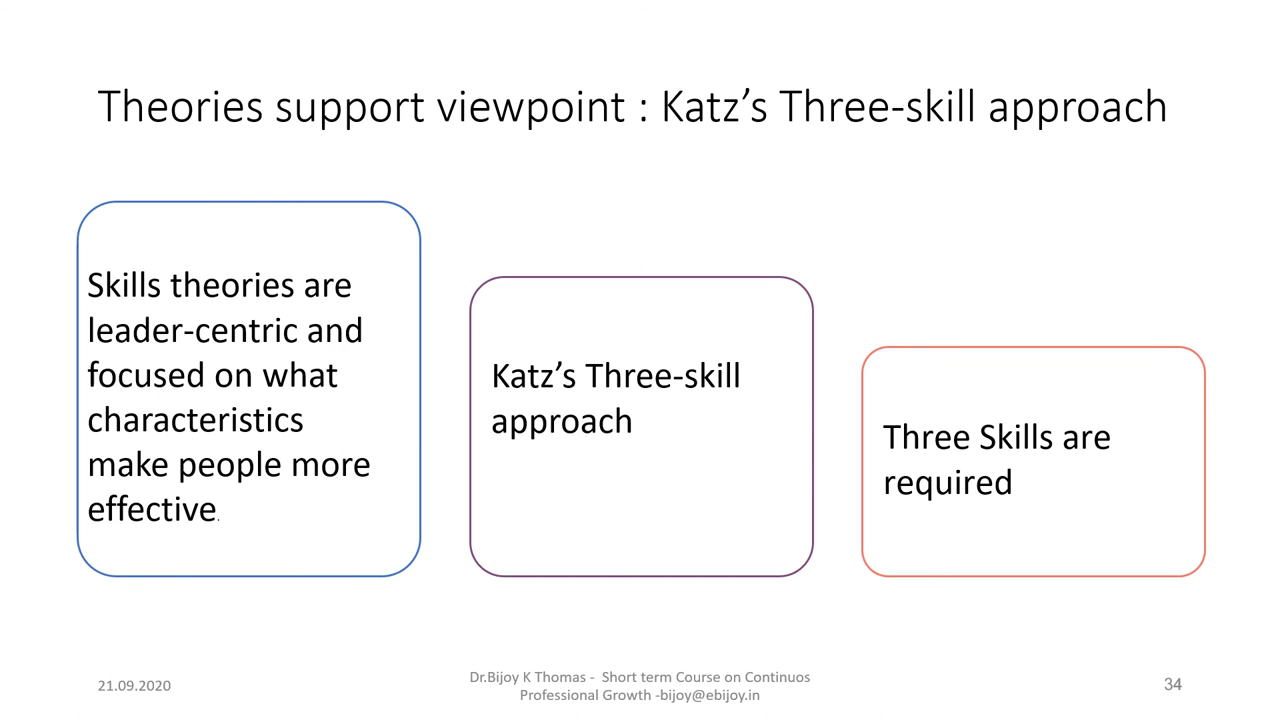 Theories support viewpoint : Katz’s Three-skill approach
Skills theories are
leader-centric and
focused on what
characteristics
make people more
effective.
Katz’s Three-skill
approach
Three Skills are
required
21.09.2020
Dr.Bijoy K Thomas - Short term Course on Continuos
Professional Growth -bijoy@ebijoy.in
34